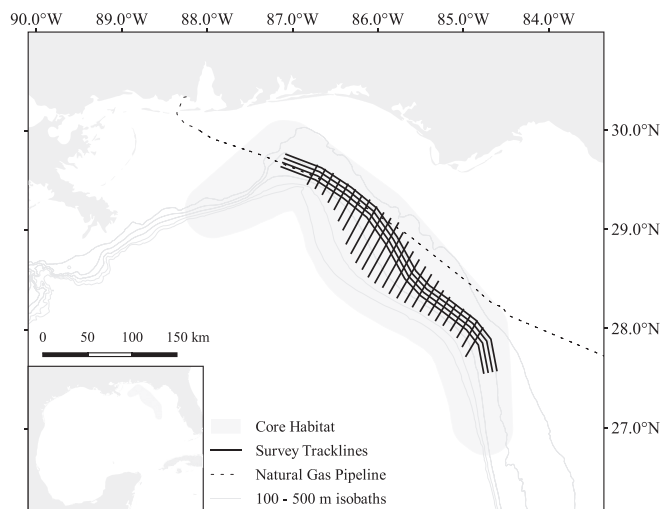 90.0°W 89.0°W 88.0°W 87.0°W 86.0°W 85.0°W 84.0°W
30.0°N
29.0°N
28.0°N
27.0°N
0 50 100 150 km
Core Habitat
Survey Tracklines
Natural Gas Pipeline
100 - 500 m isobaths